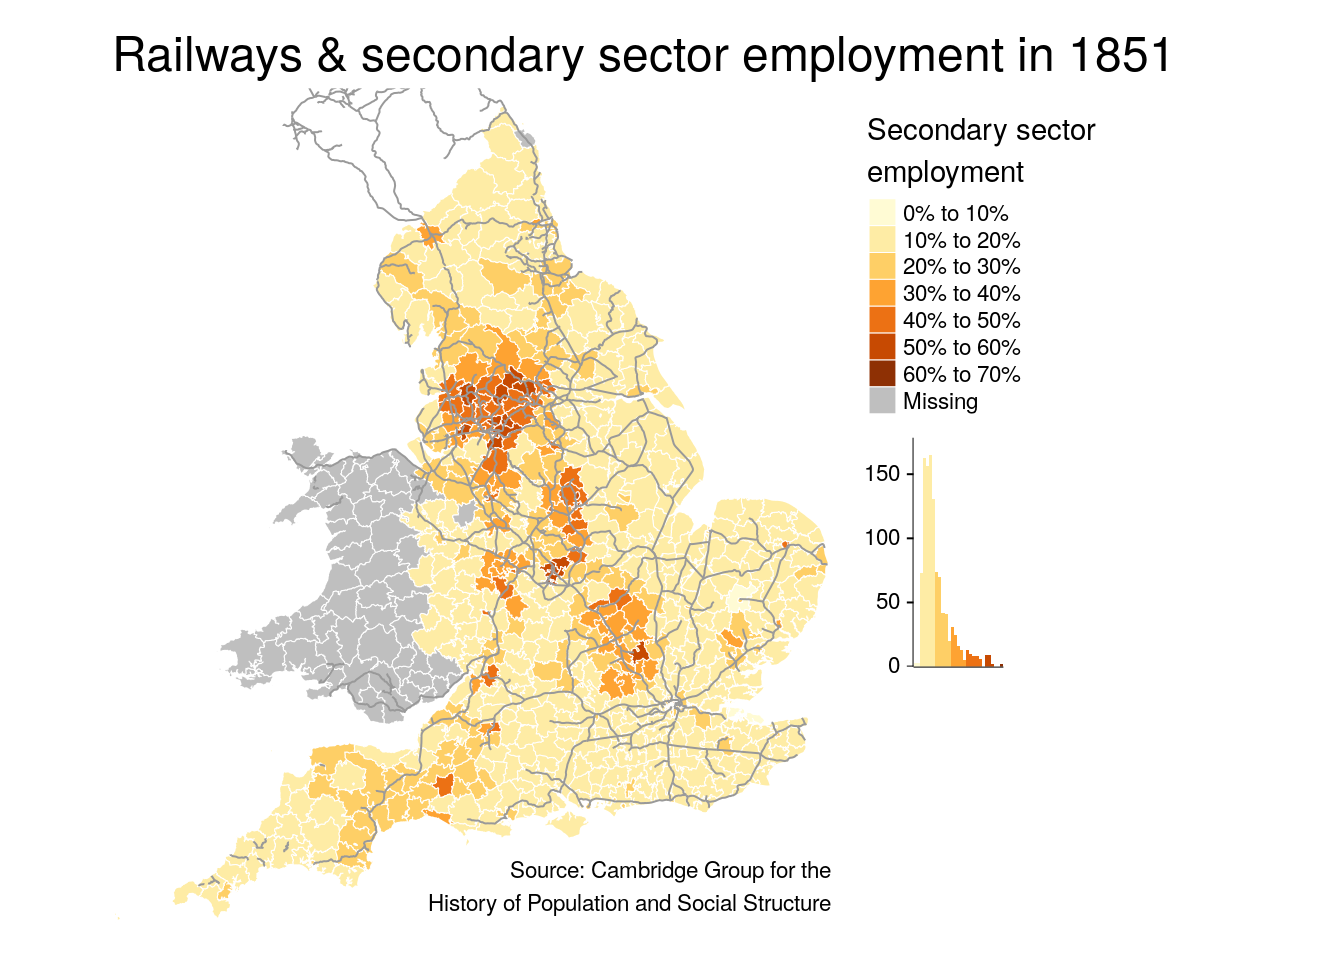 Railways & secondary sector employment in 1851
Secondary sector
employment
0% to 10%
10% to 20%
20% to 30%
30% to 40%
40% to 50%
50% to 60%
60% to 70%
Missing
150
100
50
0
Source: Cambridge Group for the
History of Population and Social Structure